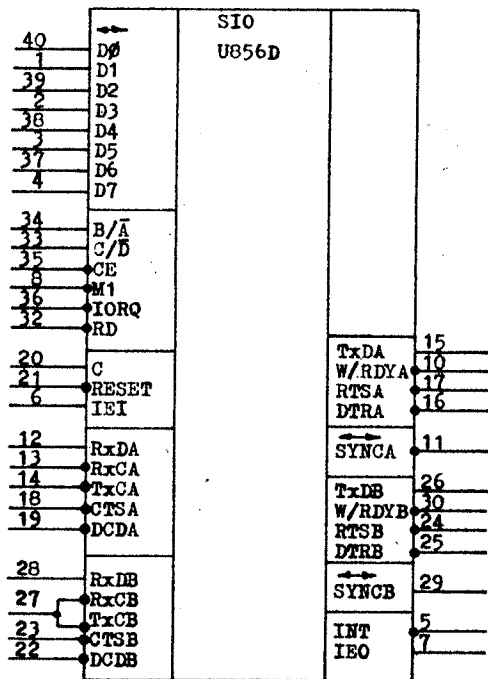 SIO
U856D
40 DØ
1 D1
39 D2
2 D3
38 D4
3 D5
37 D6
4 D7
34 B/A̅
33 C/D̅
35 CE
8 M1
36 IORQ
32 RD
20 C
21 RESET
6 IEI
12 RxDA
13 RxCA
14 TxCA
18 CTSA
19 DCDA
28 RxDB
27 RxCB
TxCB
23 CTSB
22 DCDB
TxDA 15
W/RDYA 10
RTSA 17
DTRA 16
SYNCA 11
TxDB 26
W/RDYB 30
RTSB 24
DTRB 25
SYNCB 29
INT 5
IEO 7